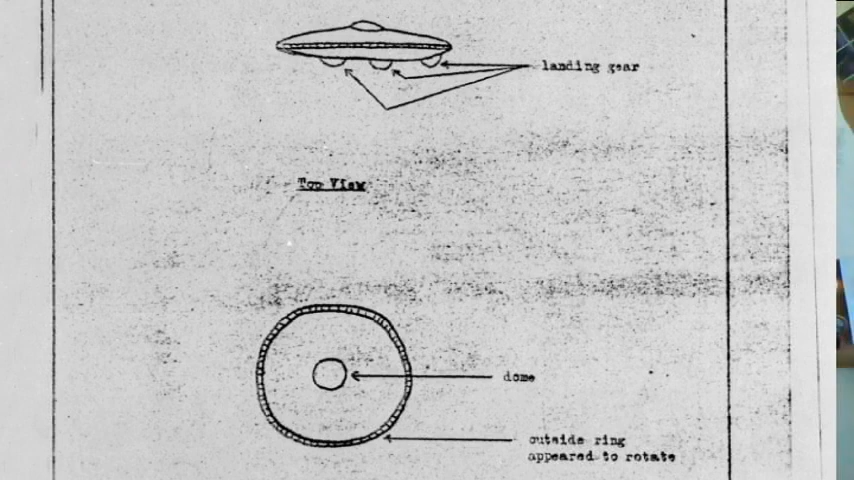 landing gear
Top View
dome
outside ring
appeared to rotate